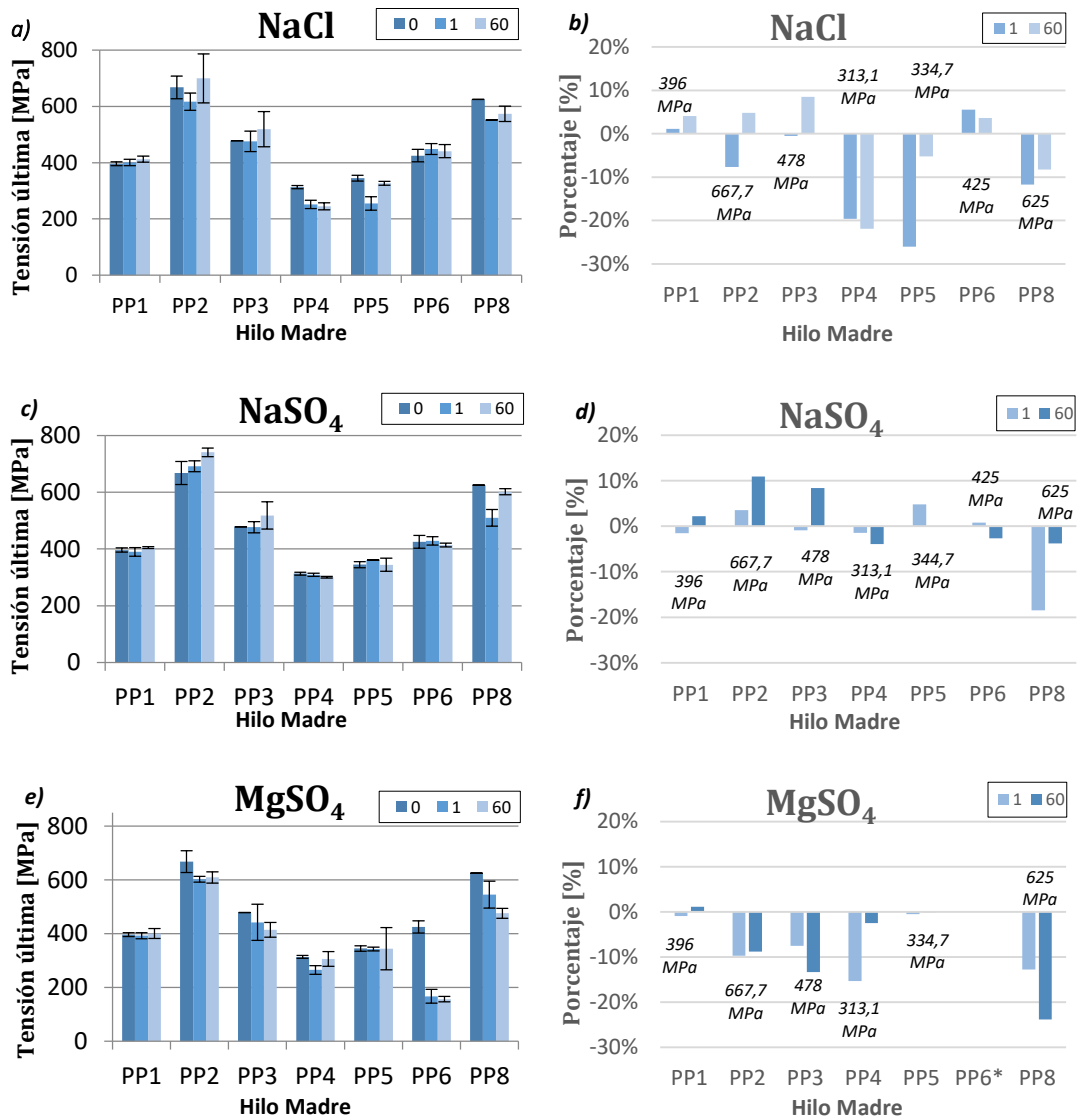 a)
NaCl
0 1 60
Tensión última [MPa]
800
600
400
200
0
PP1 PP2 PP3 PP4 PP5 PP6 PP8
Hilo Madre
b)
NaCl
1 60
Porcentaje [%]
20%
10%
0%
-10%
-20%
-30%
396
MPa
667,7
MPa
478
MPa
313,1
MPa
334,7
MPa
425
MPa
625
MPa
PP1 PP2 PP3 PP4 PP5 PP6 PP8
Hilo Madre
c)
NaSO4
0 1 60
Tensión última [MPa]
800
600
400
200
0
PP1 PP2 PP3 PP4 PP5 PP6 PP8
Hilo Madre
d)
NaSO4
1 60
Porcentaje [%]
20%
10%
0%
-10%
-20%
-30%
396
MPa
667,7
MPa
478
MPa
313,1
MPa
344,7
MPa
425
MPa
625
MPa
PP1 PP2 PP3 PP4 PP5 PP6 PP8
Hilo Madre
e)
MgSO4
0 1 60
Tensión última [MPa]
800
600
400
200
0
PP1 PP2 PP3 PP4 PP5 PP6 PP8
Hilo Madre
f)
MgSO4
1 60
Porcentaje [%]
20%
10%
0%
-10%
-20%
-30%
396
MPa
667,7
MPa
478
MPa
313,1
MPa
334,7
MPa
625
MPa
PP1 PP2 PP3 PP4 PP5 PP6* PP8
Hilo Madre